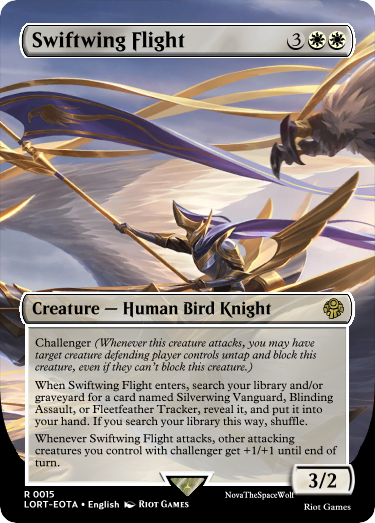 Swiftwing Flight 3
Creature — Human Bird Knight
Challenger (Whenever this creature attacks, you may have
target creature defending player controls untap and block this
creature, even if they can't block this creature.)
When Swiftwing Flight enters, search your library and/or
graveyard for a card named Silverwing Vanguard, Blinding
Assault, or Fleetfeather Tracker, reveal it, and put it into
your hand. If you search your library this way, shuffle.
Whenever Swiftwing Flight attacks, other attacking
creatures you control with challenger get +1/+1 until end of
turn.
3/2
R 0015
LORT-EOTA • English Riot Games
NovaTheSpaceWolf
Riot Games